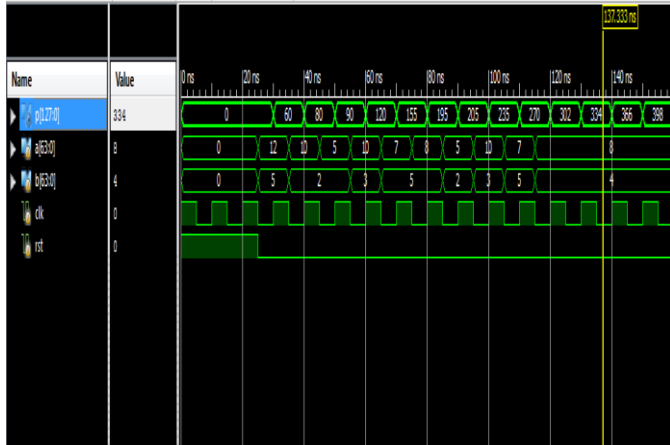 137.333 ns
Name Value 0 ns 20 ns 40 ns 60 ns 80 ns 100 ns 120 ns 140 ns
p[127:0] 334 0 60 80 90 120 155 195 205 235 270 302 334 366 398
a[63:0] 8 0 12 10 5 10 7 8 5 10 7 8
b[63:0] 4 0 5 2 3 5 2 3 5 4
clk 0
rst 0